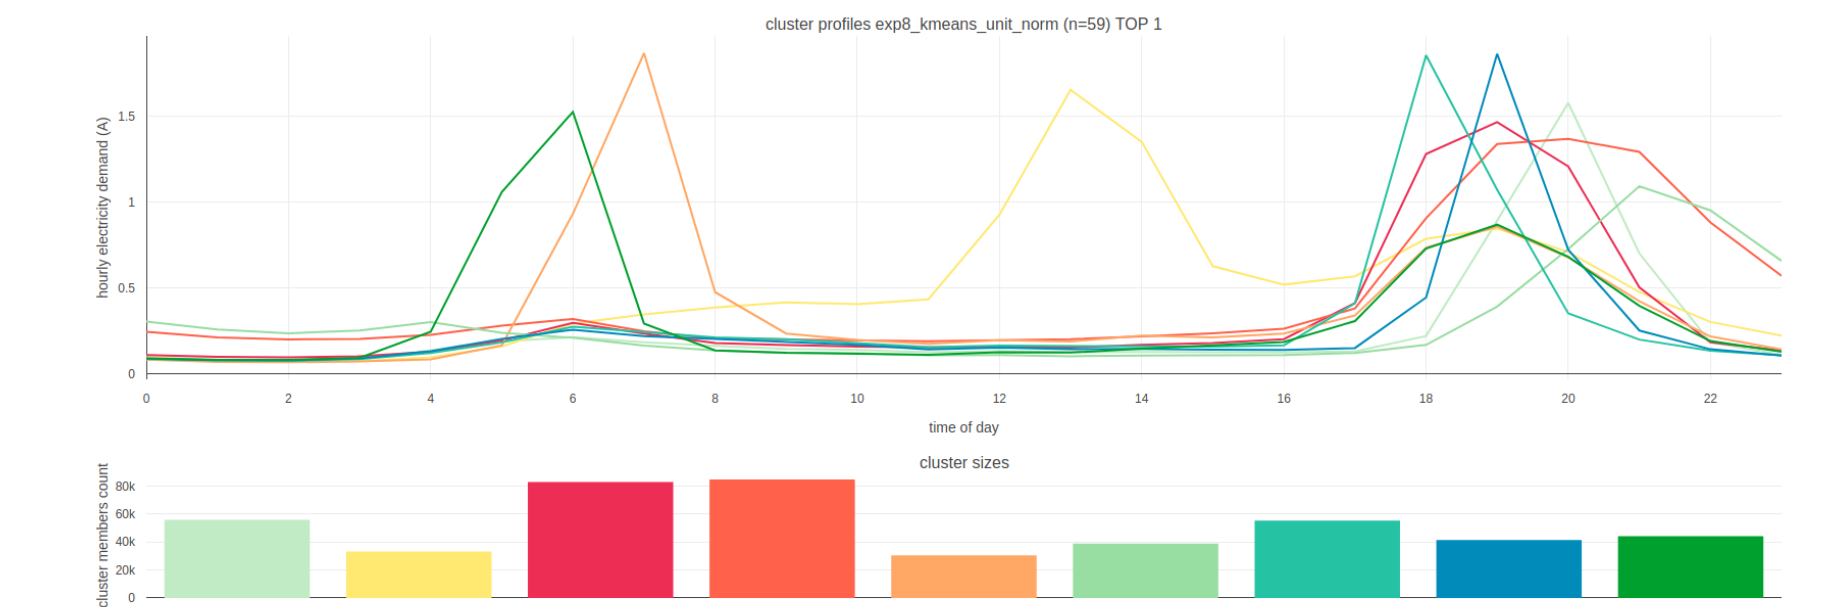 cluster profiles exp8_kmeans_unit_norm (n=59) TOP 1
hourly electricity demand (A)
1.5
1
0.5
0
0 2 4 6 8 10 12 14 16 18 20 22
time of day
cluster sizes
cluster members count
80k
60k
40k
20k
0